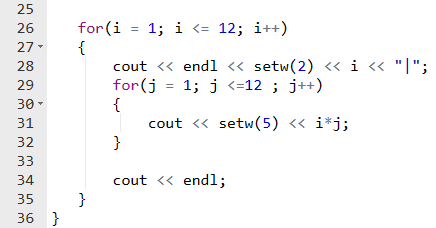 25
26 for(i = 1; i <= 12; i++)
27 {
28 cout << endl << setw(2) << i << "|";
29 for(j = 1; j <=12 ; j++)
30 {
31 cout << setw(5) << i*j;
32 }
33
34 cout << endl;
35 }
36 }